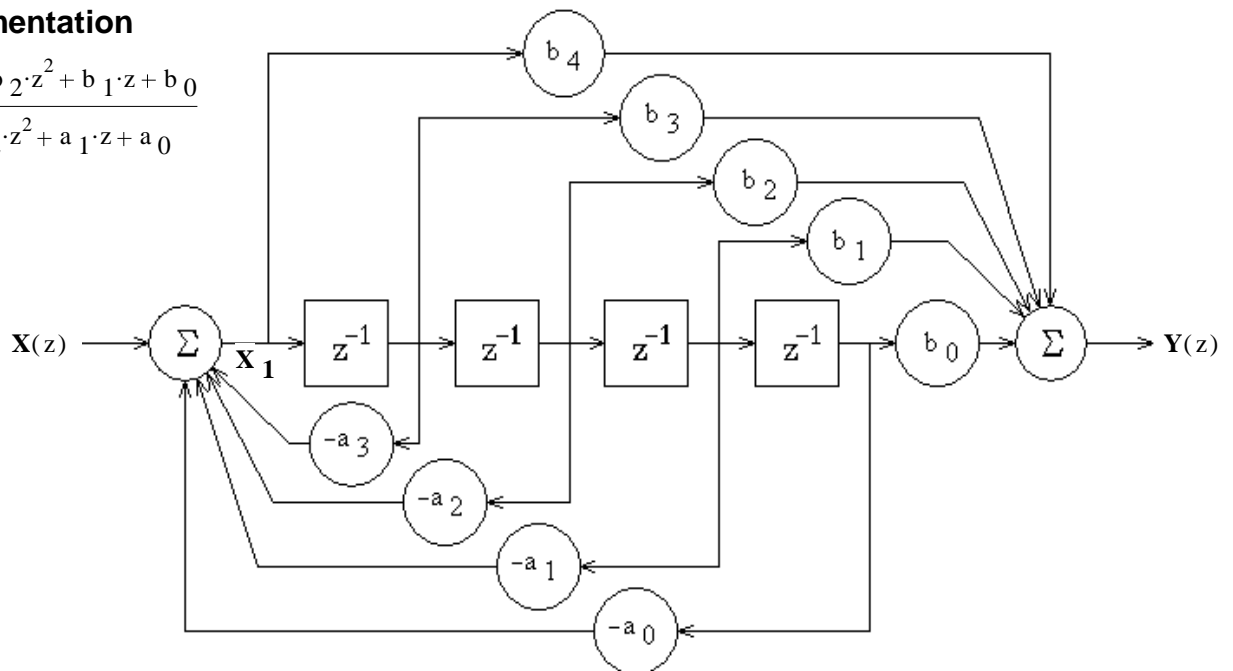 mentation
2·z² + b 1·z + b 0
·z² + a 1·z + a 0
b 4
b 3
b 2
b 1
X(z)
Σ
X 1
z⁻¹
z⁻¹
z⁻¹
z⁻¹
b 0
Σ
Y(z)
-a 3
-a 2
-a 1
-a 0